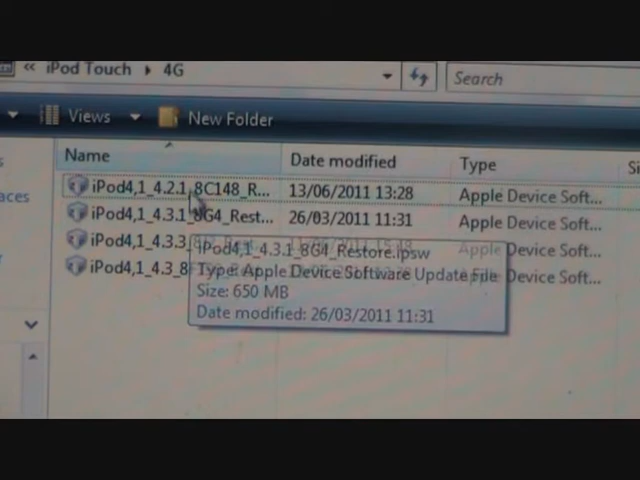 « iPod Touch ▸ 4G
Search
Views
New Folder
Name
Date modified
Type
iPod4,1_4.2.1_8C148_R...
13/06/2011 13:28
Apple Device Soft...
iPod4,1_4.3.1_8G4_Rest...
26/03/2011 11:31
Apple Device Soft...
iPod4,1_4.3.3
Apple Device Soft...
iPod4,1_4.3_8
Soft...
iPod4,1_4.3.1_8G4_Restore.ipsw
Type: Apple Device Software Update File
Size: 650 MB
Date modified: 26/03/2011 11:31